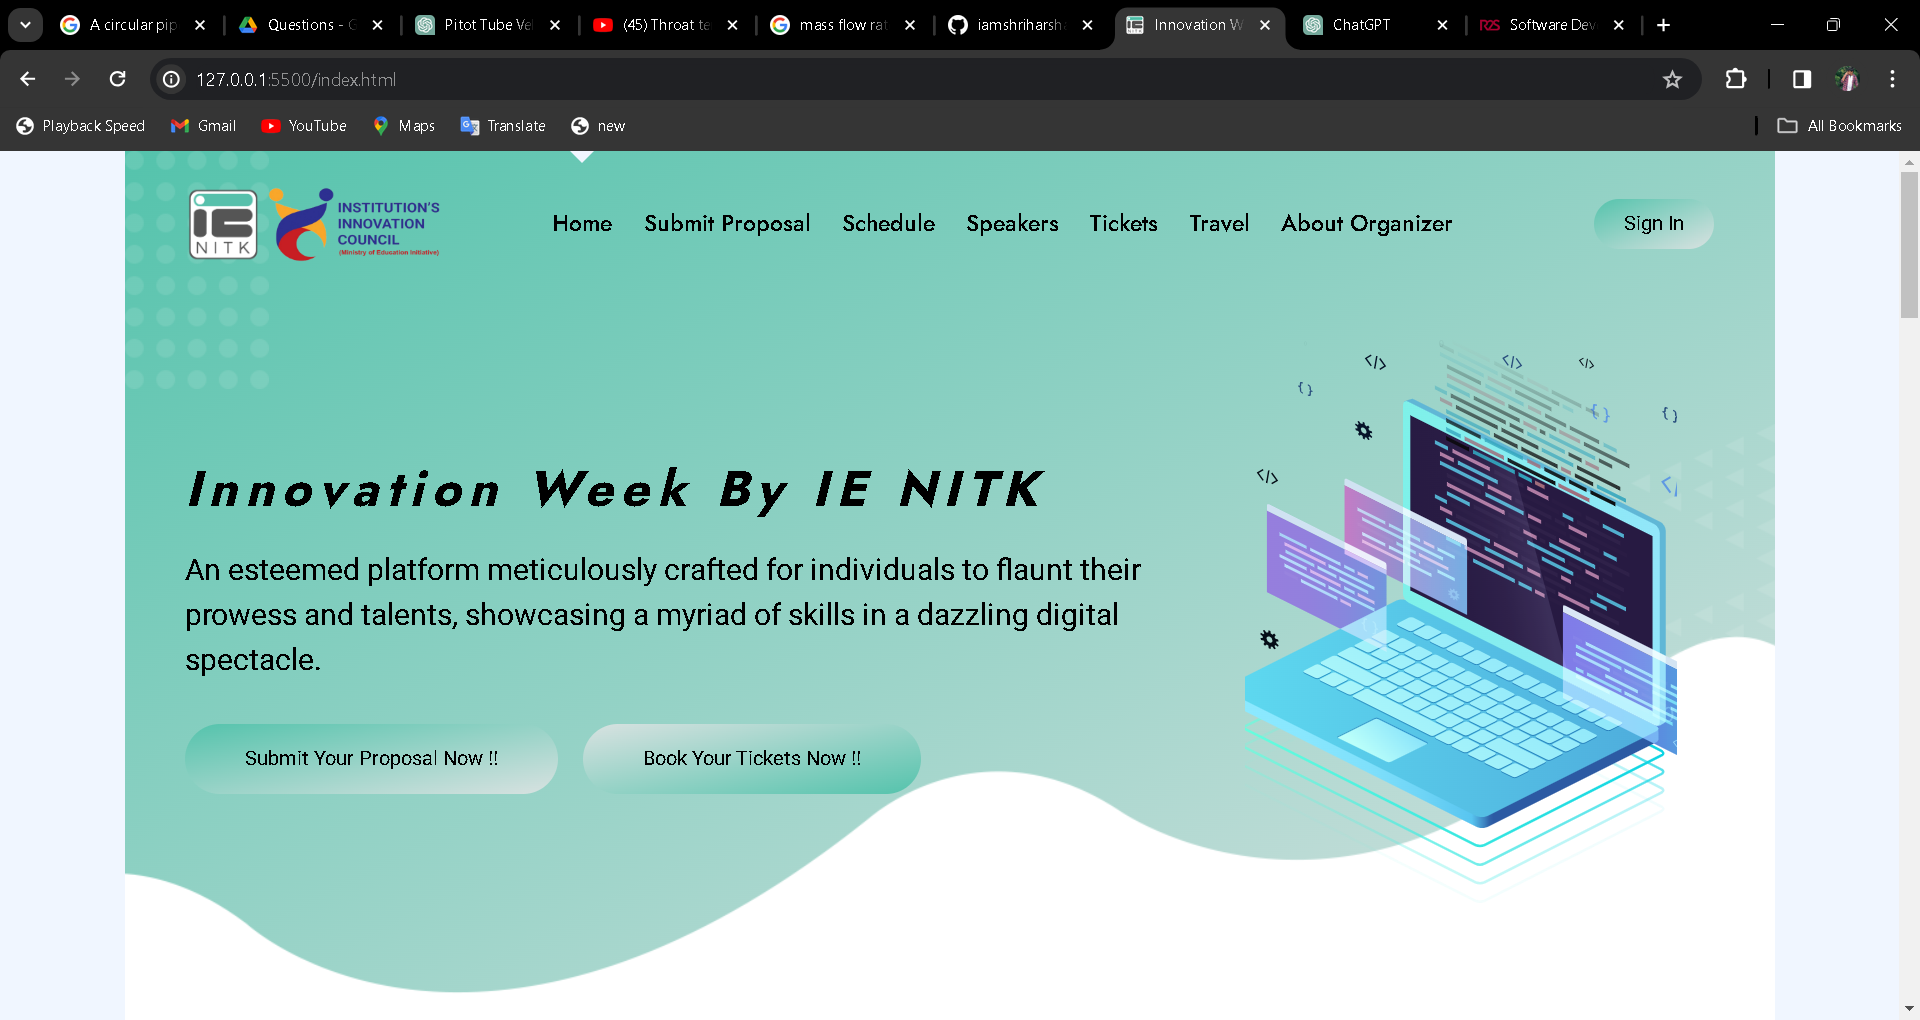 A circular pip
Questions - G
Pitot Tube Vel
(45) Throat te
mass flow rat
iamshriharsh
Innovation W
ChatGPT
R2S Software Dev
127.0.0.1:5500/index.html
Playback Speed
Gmail
YouTube
Maps
Translate
new
All Bookmarks
IE
NITK
INSTITUTION'S
INNOVATION
COUNCIL
(Ministry of Education Initiative)
Home
Submit Proposal
Schedule
Speakers
Tickets
Travel
About Organizer
Sign In
Innovation Week By IE NITK
An esteemed platform meticulously crafted for individuals to flaunt their
prowess and talents, showcasing a myriad of skills in a dazzling digital
spectacle.
Submit Your Proposal Now !!
Book Your Tickets Now !!